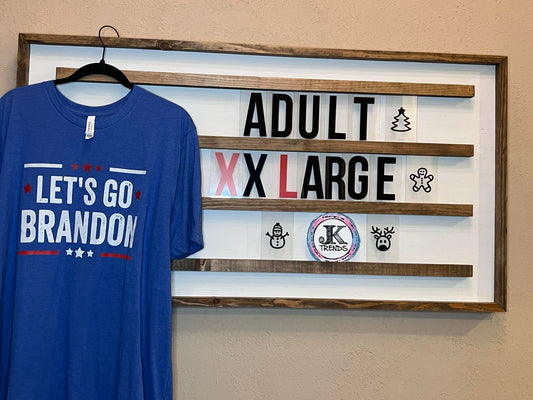 LET'S GO
BRANDON
ADULT
XX LARGE
JK
TRENDS